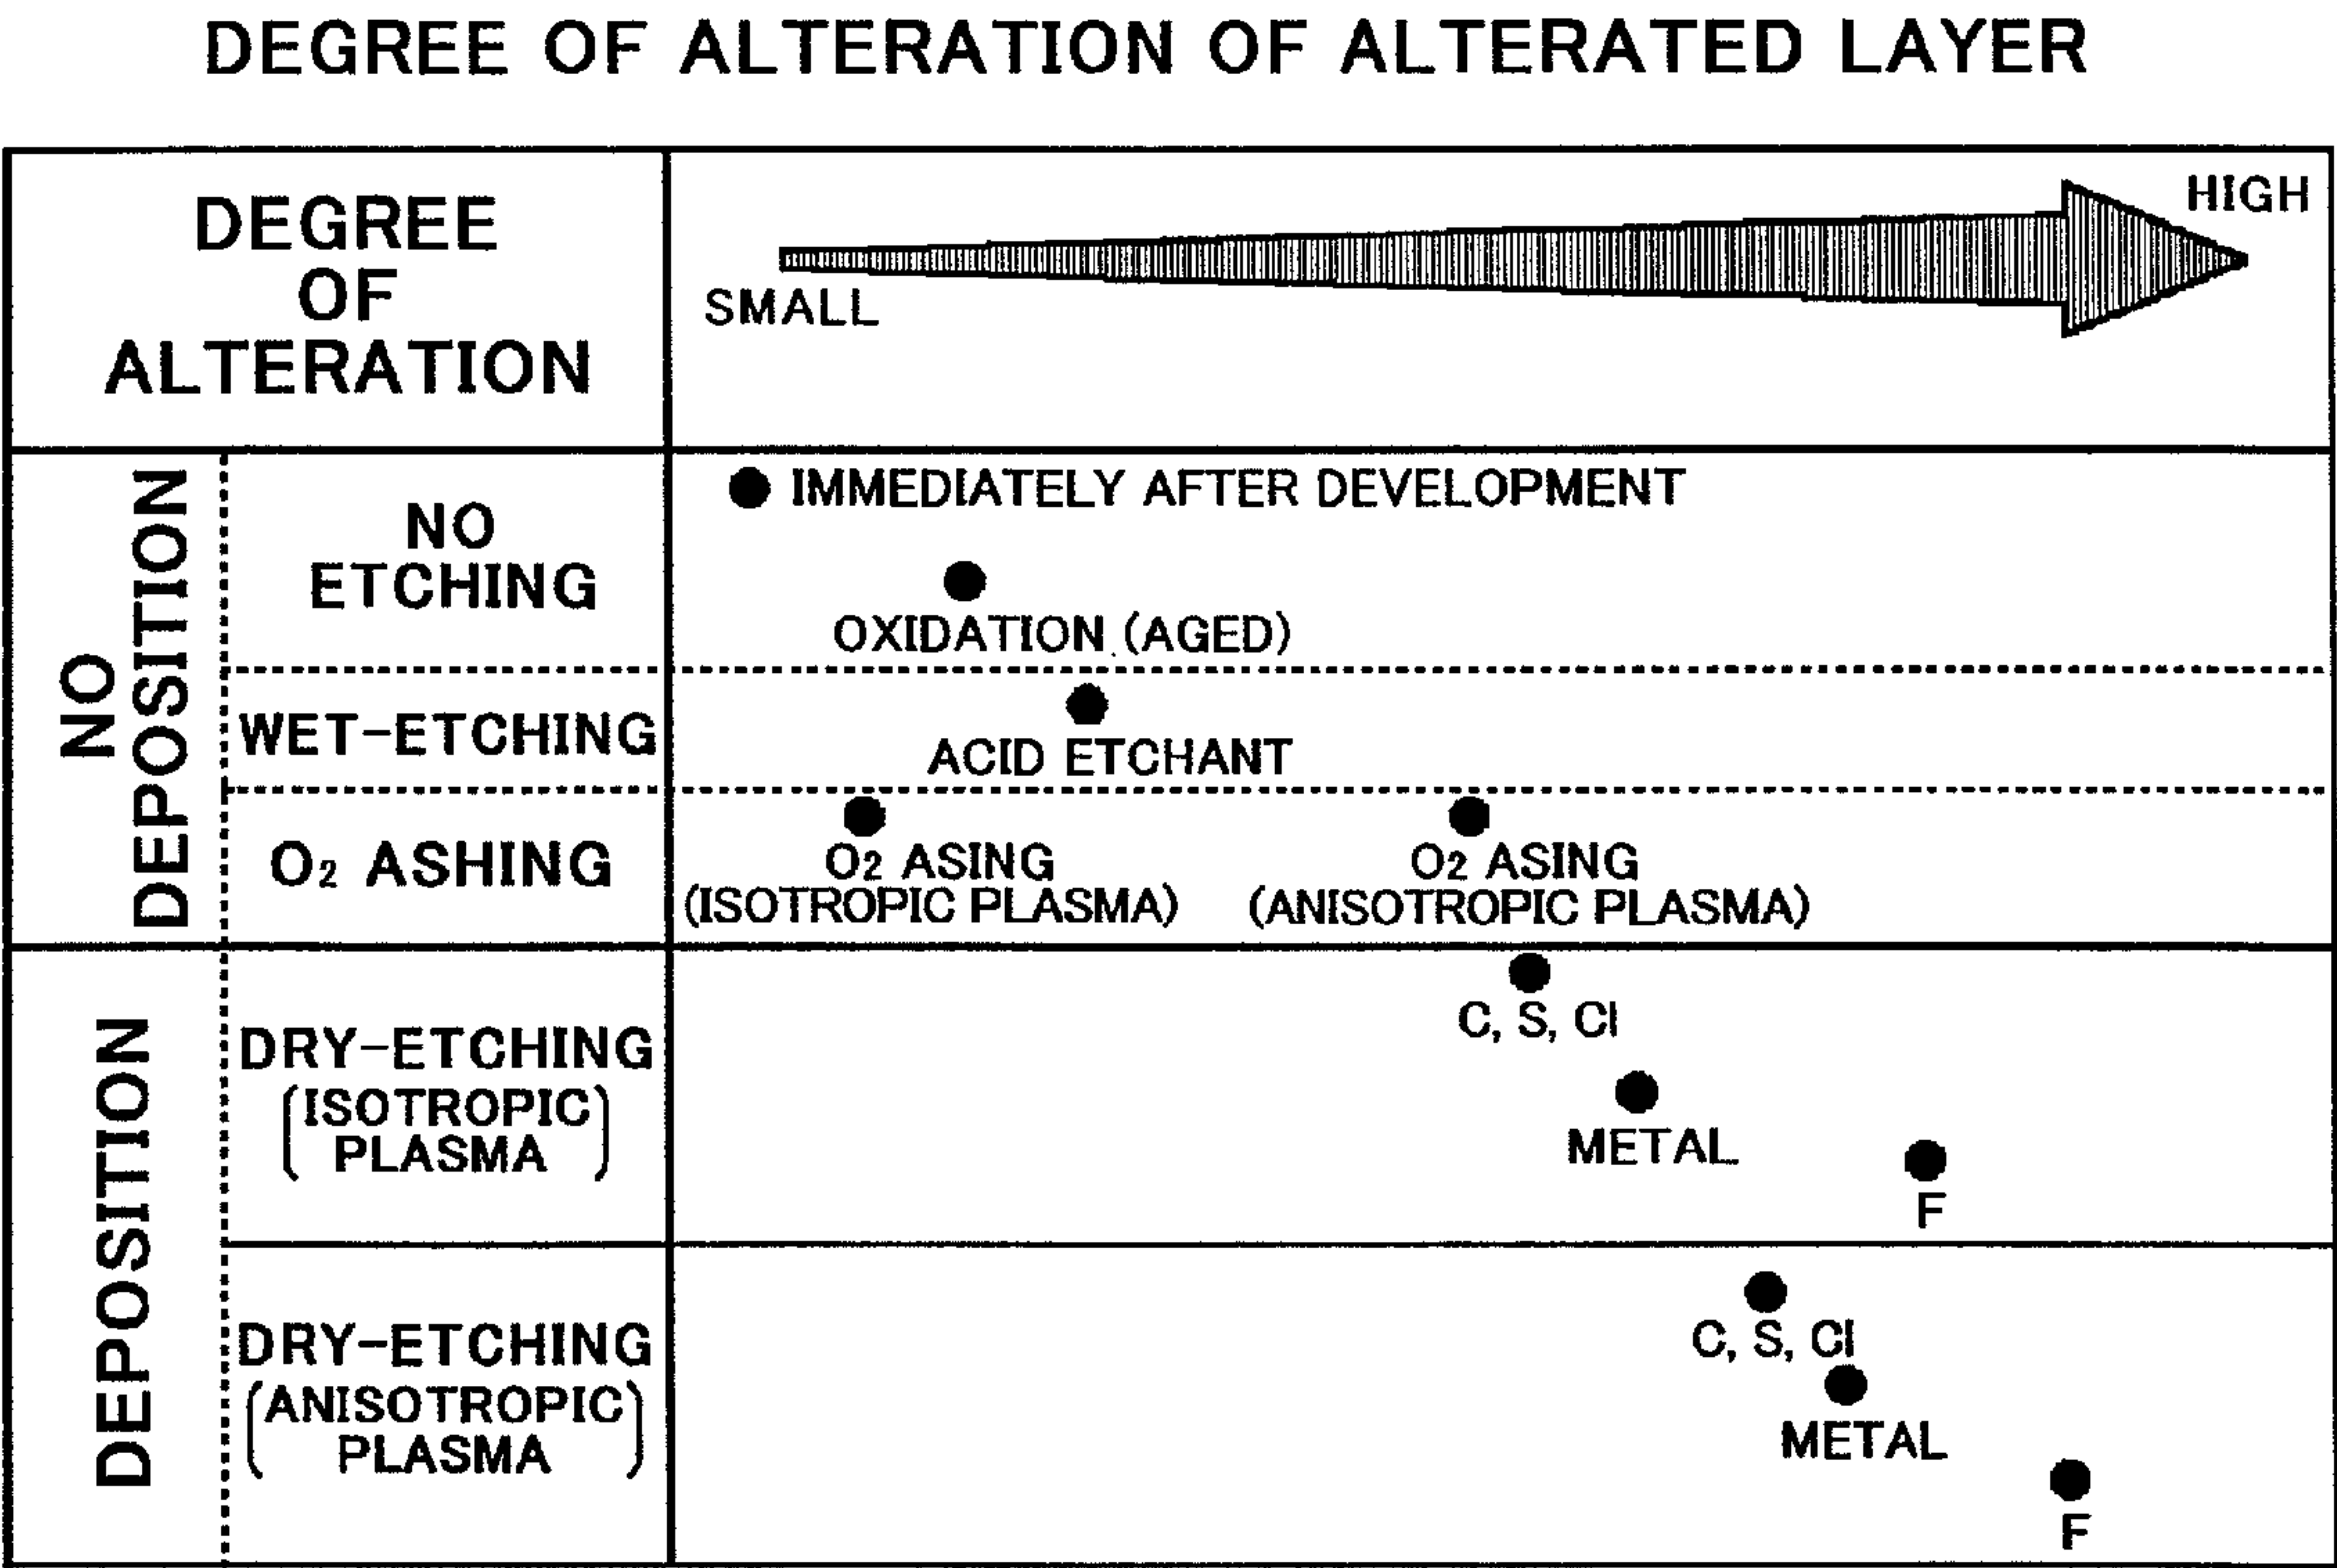 DEGREE OF ALTERATION OF ALTERATED LAYER
DEGREE
OF
ALTERATION
HIGH
SMALL
NO
DEPOSITION
NO
ETCHING
IMMEDIATELY AFTER DEVELOPMENT
OXIDATION (AGED)
WET-ETCHING
ACID ETCHANT
O2 ASHING
O2 ASING
(ISOTROPIC PLASMA)
O2 ASING
(ANISOTROPIC PLASMA)
DEPOSITION
DRY-ETCHING
(ISOTROPIC
PLASMA)
C, S, Cl
METAL
F
DRY-ETCHING
(ANISOTROPIC
PLASMA)
C, S, Cl
METAL
F